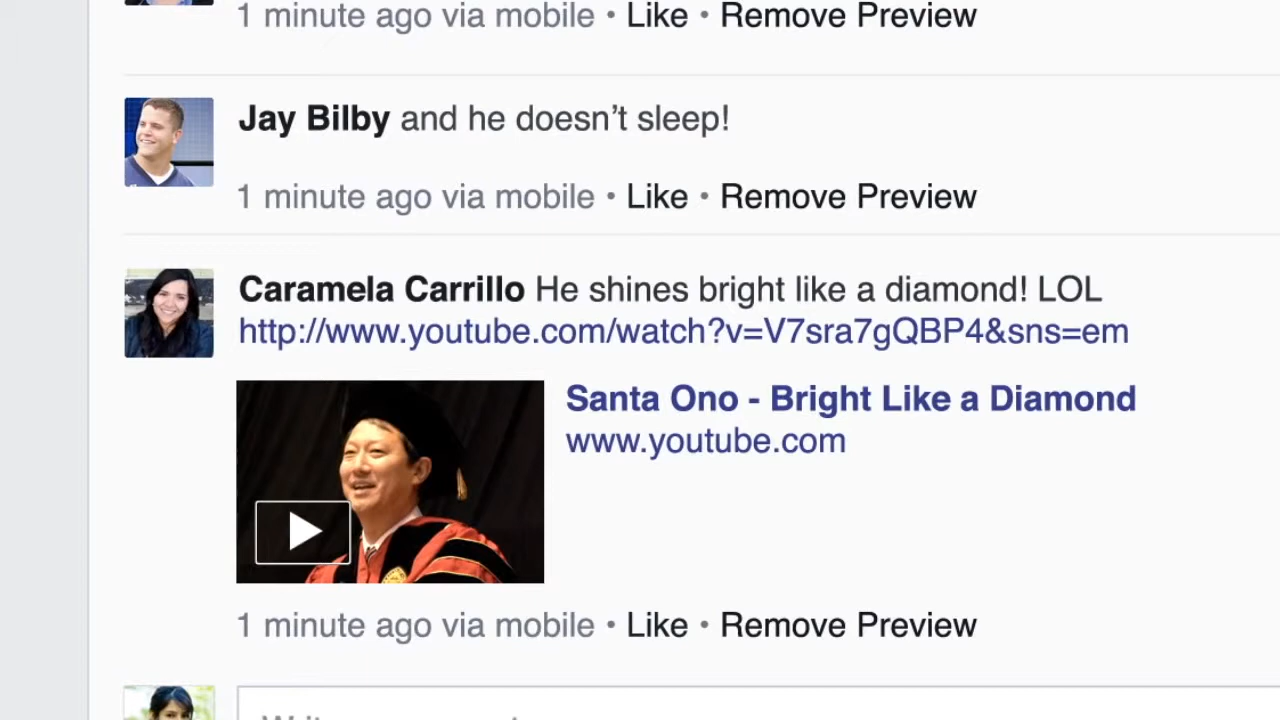 1 minute ago via mobile • Like • Remove Preview
Jay Bilby and he doesn’t sleep!
1 minute ago via mobile • Like • Remove Preview
Caramela Carrillo He shines bright like a diamond! LOL
http://www.youtube.com/watch?v=V7sra7gQBP4&sns=em
Santa Ono - Bright Like a Diamond
www.youtube.com
1 minute ago via mobile • Like • Remove Preview